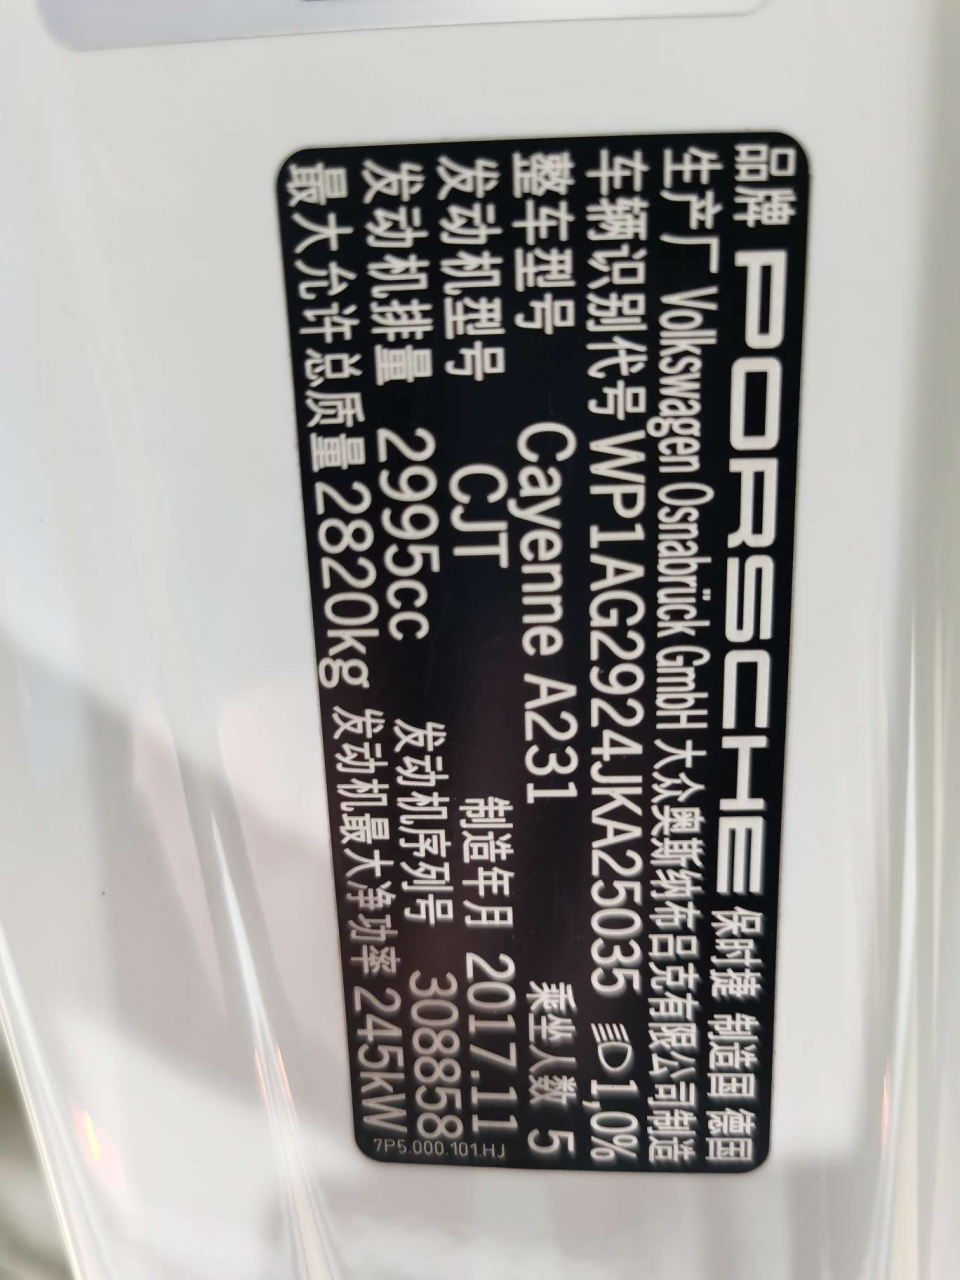 品牌 PORSCHE 保时捷 制造国 德国
生产厂 Volkswagen Osnabrück GmbH 大众奥斯纳布吕克有限公司制造
车辆识别代号 WP1AG2924JKA25035 1,0%
整车型号 Cayenne A231 乘坐人数 5
发动机型号 CJT 制造年月 2017.11
发动机排量 2995cc 发动机序列号 308858
最大允许总质量 2820kg 发动机最大净功率 245kW
7P5.000.101.HJ